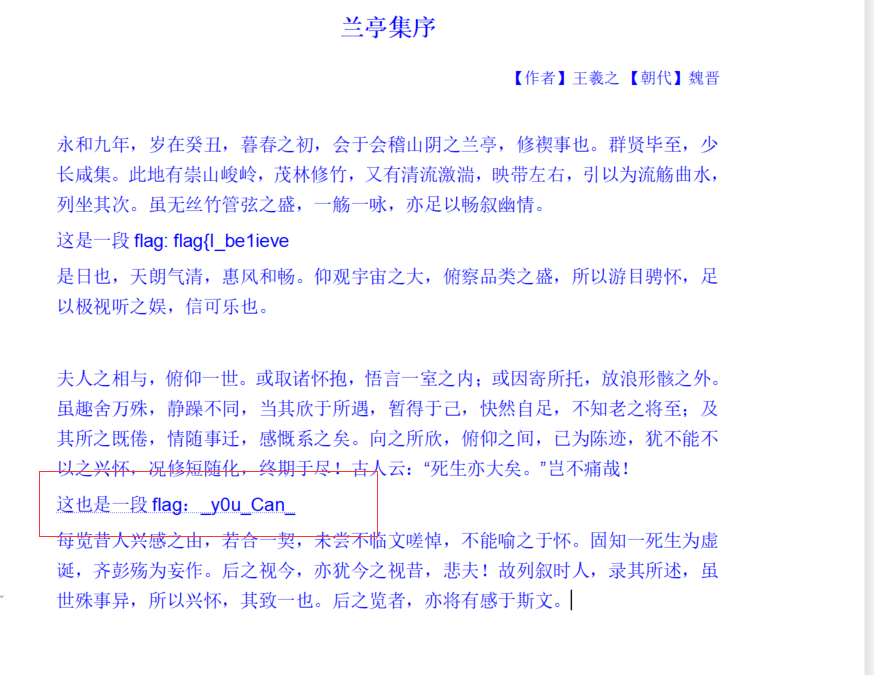 兰亭集序
【作者】王羲之 【朝代】魏晋
永和九年，岁在癸丑，暮春之初，会于会稽山阴之兰亭，修禊事也。群贤毕至，少
长咸集。此地有崇山峻岭，茂林修竹，又有清流激湍，映带左右，引以为流觞曲水，
列坐其次。虽无丝竹管弦之盛，一觞一咏，亦足以畅叙幽情。
这是一段 flag: flag{I_be1ieve
是日也，天朗气清，惠风和畅。仰观宇宙之大，俯察品类之盛，所以游目骋怀，足
以极视听之娱，信可乐也。
夫人之相与，俯仰一世。或取诸怀抱，悟言一室之内；或因寄所托，放浪形骸之外。
虽趣舍万殊，静躁不同，当其欣于所遇，暂得于己，快然自足，不知老之将至；及
其所之既倦，情随事迁，感慨系之矣。向之所欣，俯仰之间，已为陈迹，犹不能不
以之兴怀，况修短随化，终期于尽！古人云：“死生亦大矣。”岂不痛哉！
这也是一段 flag：_y0u_Can_
每览昔人兴感之由，若合一契，未尝不临文嗟悼，不能喻之于怀。固知一死生为虚
诞，齐彭殇为妄作。后之视今，亦犹今之视昔，悲夫！故列叙时人，录其所述，虽
世殊事异，所以兴怀，其致一也。后之览者，亦将有感于斯文。